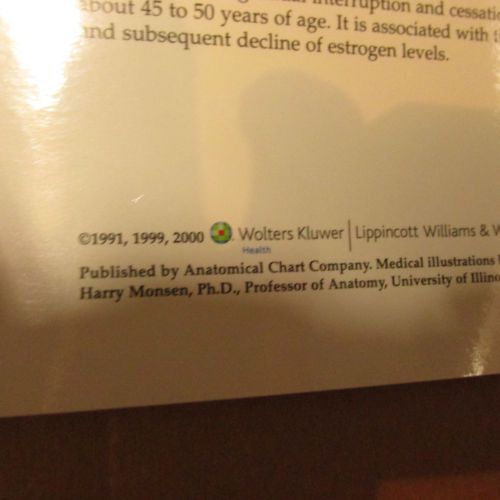 interruption and
about 45 to 50 years of age. It is associated with
and subsequent decline of estrogen levels.
©1991, 1999, 2000 Wolters Kluwer | Lippincott Williams &
Health
Published by Anatomical Chart Company. Medical illustrations
Harry Monsen, Ph.D., Professor of Anatomy, University of